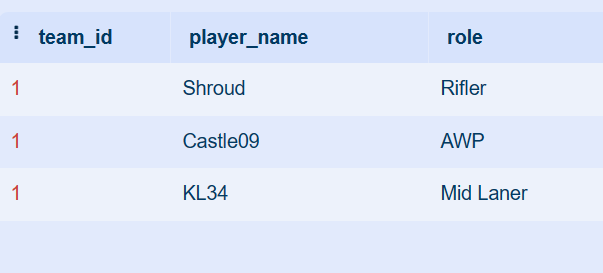 team_id player_name role
1 Shroud Rifler
1 Castle09 AWP
1 KL34 Mid Laner